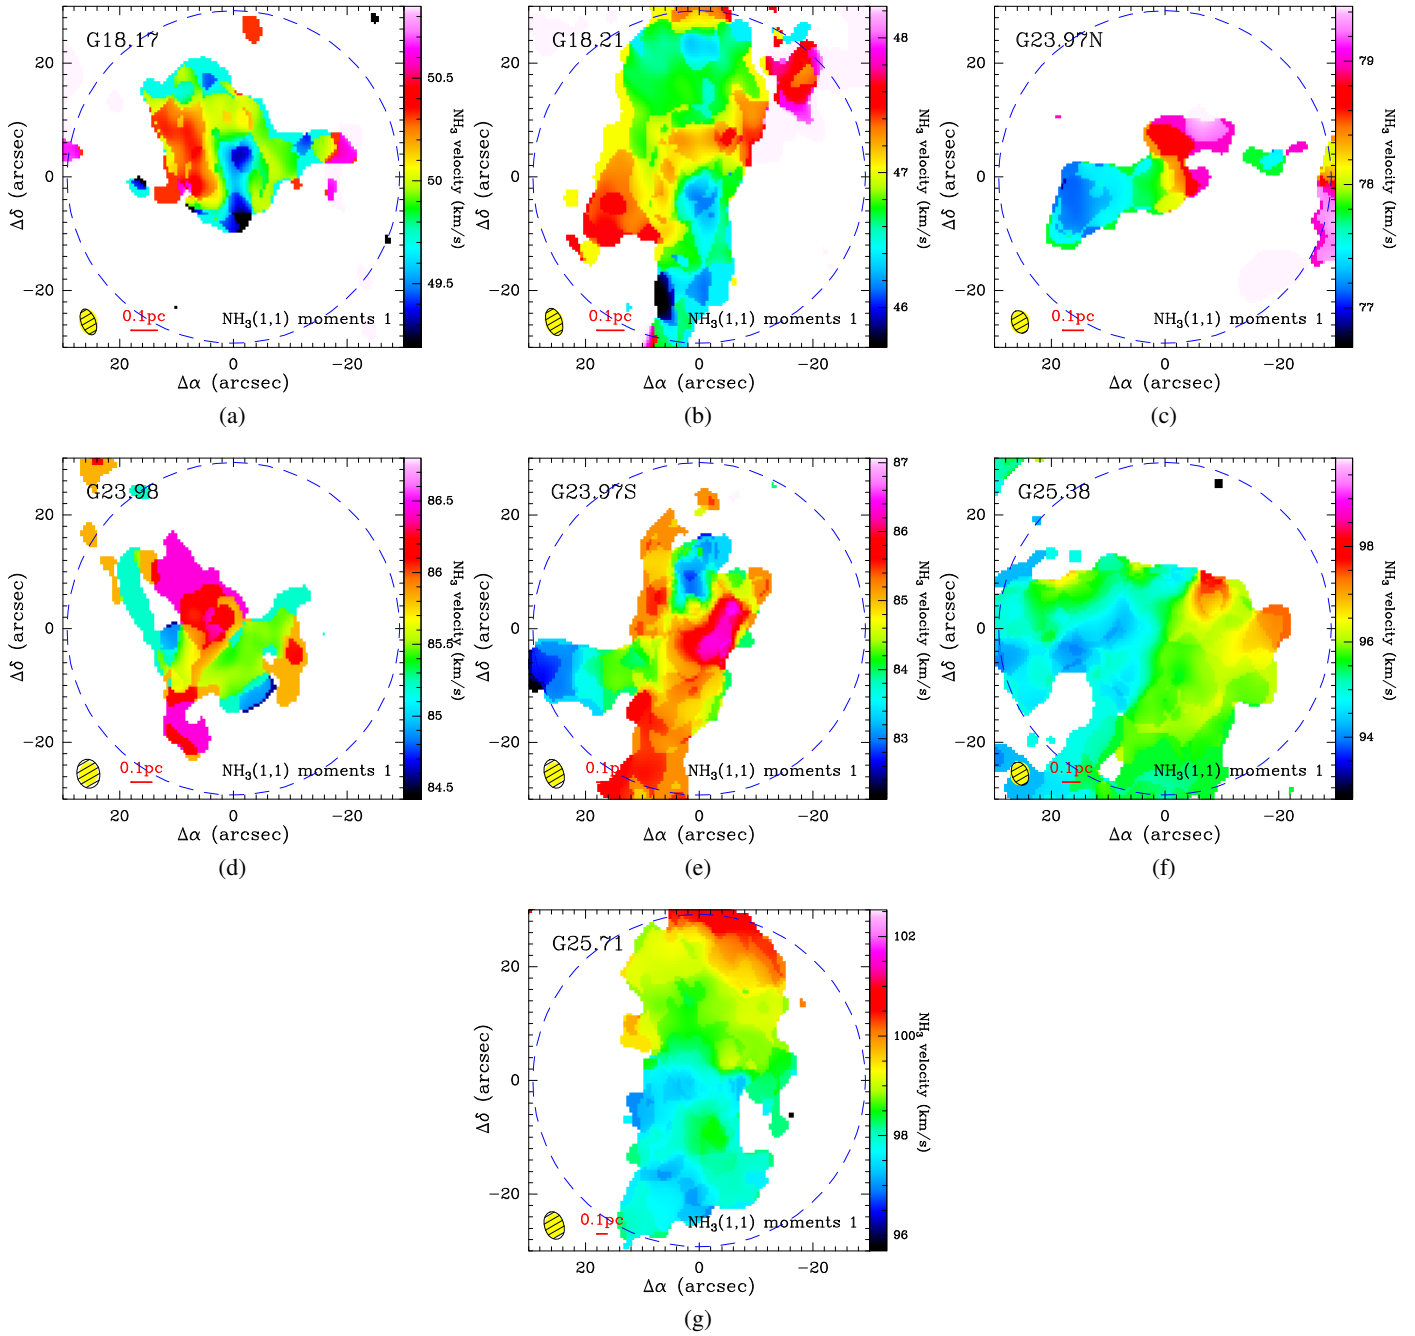 G18.17
20
0
−20
Δδ (arcsec)
0.1pc
NH3(1,1) moments 1
20
0
−20
Δα (arcsec)
50.5
50
49.5
NH3 velocity (km/s)
(a)
G18.21
20
0
−20
Δδ (arcsec)
0.1pc
NH3(1,1) moments 1
20
0
−20
Δα (arcsec)
48
47
46
NH3 velocity (km/s)
(b)
G23.97N
20
0
−20
Δδ (arcsec)
0.1pc
NH3(1,1) moments 1
20
0
−20
Δα (arcsec)
79
78
77
NH3 velocity (km/s)
(c)
G23.98
20
0
−20
Δδ (arcsec)
0.1pc
NH3(1,1) moments 1
20
0
−20
Δα (arcsec)
86.5
86
85.5
85
84.5
NH3 velocity (km/s)
(d)
G23.97S
20
0
−20
Δδ (arcsec)
0.1pc
NH3(1,1) moments 1
20
0
−20
Δα (arcsec)
87
86
85
84
83
NH3 velocity (km/s)
(e)
G25.38
20
0
−20
Δδ (arcsec)
0.1pc
NH3(1,1) moments 1
20
0
−20
Δα (arcsec)
98
96
94
NH3 velocity (km/s)
(f)
G25.71
20
0
−20
Δδ (arcsec)
0.1pc
NH3(1,1) moments 1
20
0
−20
Δα (arcsec)
102
100
98
96
NH3 velocity (km/s)
(g)